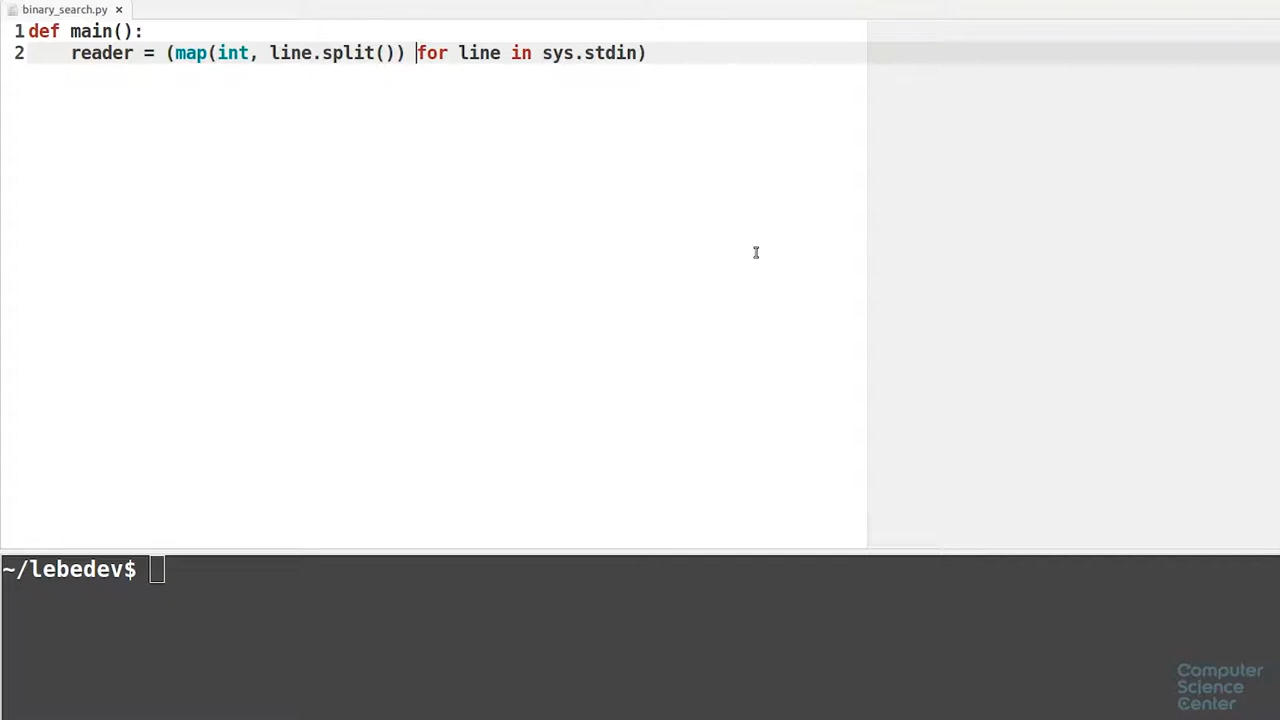 binary_search.py ×
1 def main():
2     reader = (map(int, line.split()) for line in sys.stdin)
~/lebedev$
Computer
Science
Center